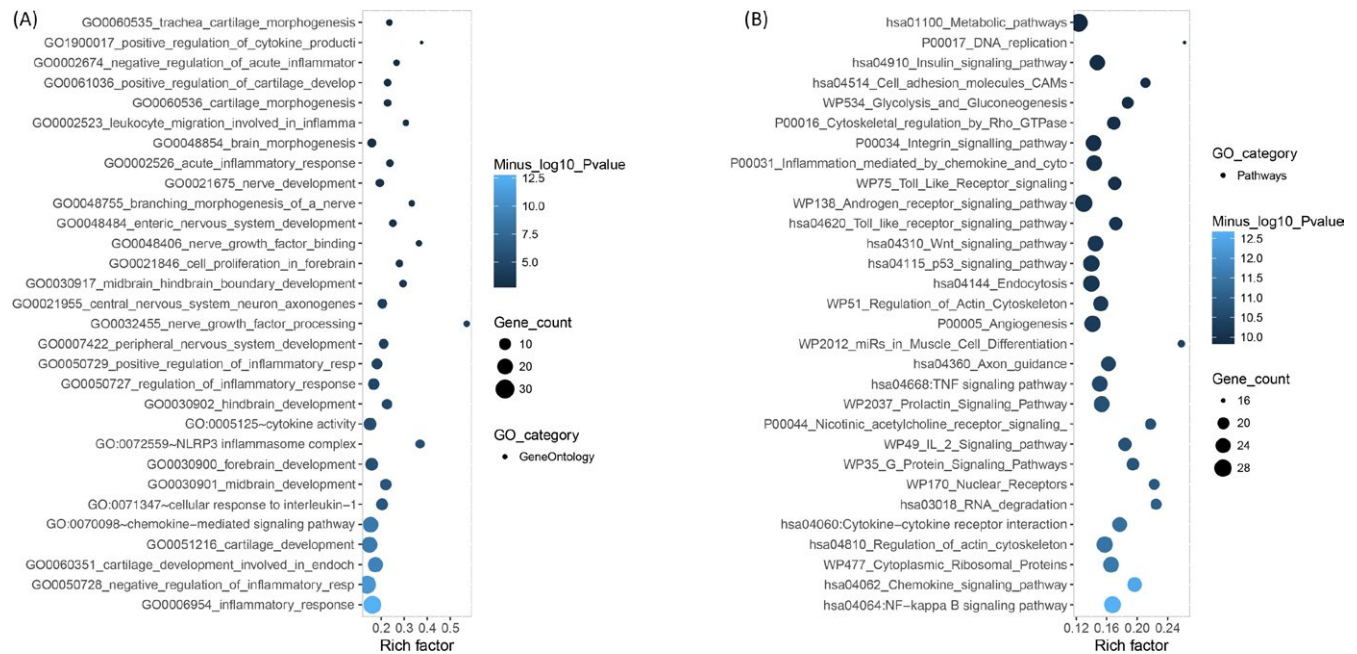 (A)
GO0060535_trachea_cartilage_morphogenesis
GO1900017_positive_regulation_of_cytokine_producti
GO0002674_negative_regulation_of_acute_inflammator
GO0061036_positive_regulation_of_cartilage_develop
GO0060536_cartilage_morphogenesis
GO0002523_leukocyte_migration_involved_in_inflamma
GO0048854_brain_morphogenesis
GO0002526_acute_inflammatory_response
GO0021675_nerve_development
GO0048755_branching_morphogenesis_of_a_nerve
GO0048484_enteric_nervous_system_development
GO0048406_nerve_growth_factor_binding
GO0021846_cell_proliferation_in_forebrain
GO0030917_midbrain_hindbrain_boundary_development
GO0021955_central_nervous_system_neuron_axonogenes
GO0032455_nerve_growth_factor_processing
GO0007422_peripheral_nervous_system_development
GO0050729_positive_regulation_of_inflammatory_resp
GO0050727_regulation_of_inflammatory_response
GO0030902_hindbrain_development
GO:0005125~cytokine activity
GO:0072559~NLRP3 inflammasome complex
GO0030900_forebrain_development
GO0030901_midbrain_development
GO:0071347~cellular response to interleukin−1
GO:0070098~chemokine−mediated signaling pathway
GO0051216_cartilage_development
GO0060351_cartilage_development_involved_in_endoch
GO0050728_negative_regulation_of_inflammatory_resp
GO0006954_inflammatory_response
0.2 0.3 0.4 0.5
Rich factor
Minus_log10_Pvalue
12.5
10.0
7.5
5.0
Gene_count
10
20
30
GO_category
GeneOntology
(B)
hsa01100_Metabolic_pathways
P00017_DNA_replication
hsa04910_Insulin_signaling_pathway
hsa04514_Cell_adhesion_molecules_CAMs
WP534_Glycolysis_and_Gluconeogenesis
P00016_Cytoskeletal_regulation_by_Rho_GTPase
P00034_Integrin_signalling_pathway
P00031_Inflammation_mediated_by_chemokine_and_cyto
WP75_Toll_Like_Receptor_signaling
WP138_Androgen_receptor_signaling_pathway
hsa04620_Toll_like_receptor_signaling_pathway
hsa04310_Wnt_signaling_pathway
hsa04115_p53_signaling_pathway
hsa04144_Endocytosis
WP51_Regulation_of_Actin_Cytoskeleton
P00005_Angiogenesis
WP2012_miRs_in_Muscle_Cell_Differentiation
hsa04360_Axon_guidance
hsa04668:TNF signaling pathway
WP2037_Prolactin_Signaling_Pathway
P00044_Nicotinic_acetylcholine_receptor_signaling_
WP49_IL_2_Signaling_pathway
WP35_G_Protein_Signaling_Pathways
WP170_Nuclear_Receptors
hsa03018_RNA_degradation
hsa04060:Cytokine−cytokine receptor interaction
hsa04810_Regulation_of_actin_cytoskeleton
WP477_Cytoplasmic_Ribosomal_Proteins
hsa04062_Chemokine_signaling_pathway
hsa04064:NF−kappa B signaling pathway
0.12 0.16 0.20 0.24
Rich factor
GO_category
Pathways
Minus_log10_Pvalue
12.5
12.0
11.5
11.0
10.5
10.0
Gene_count
16
20
24
28